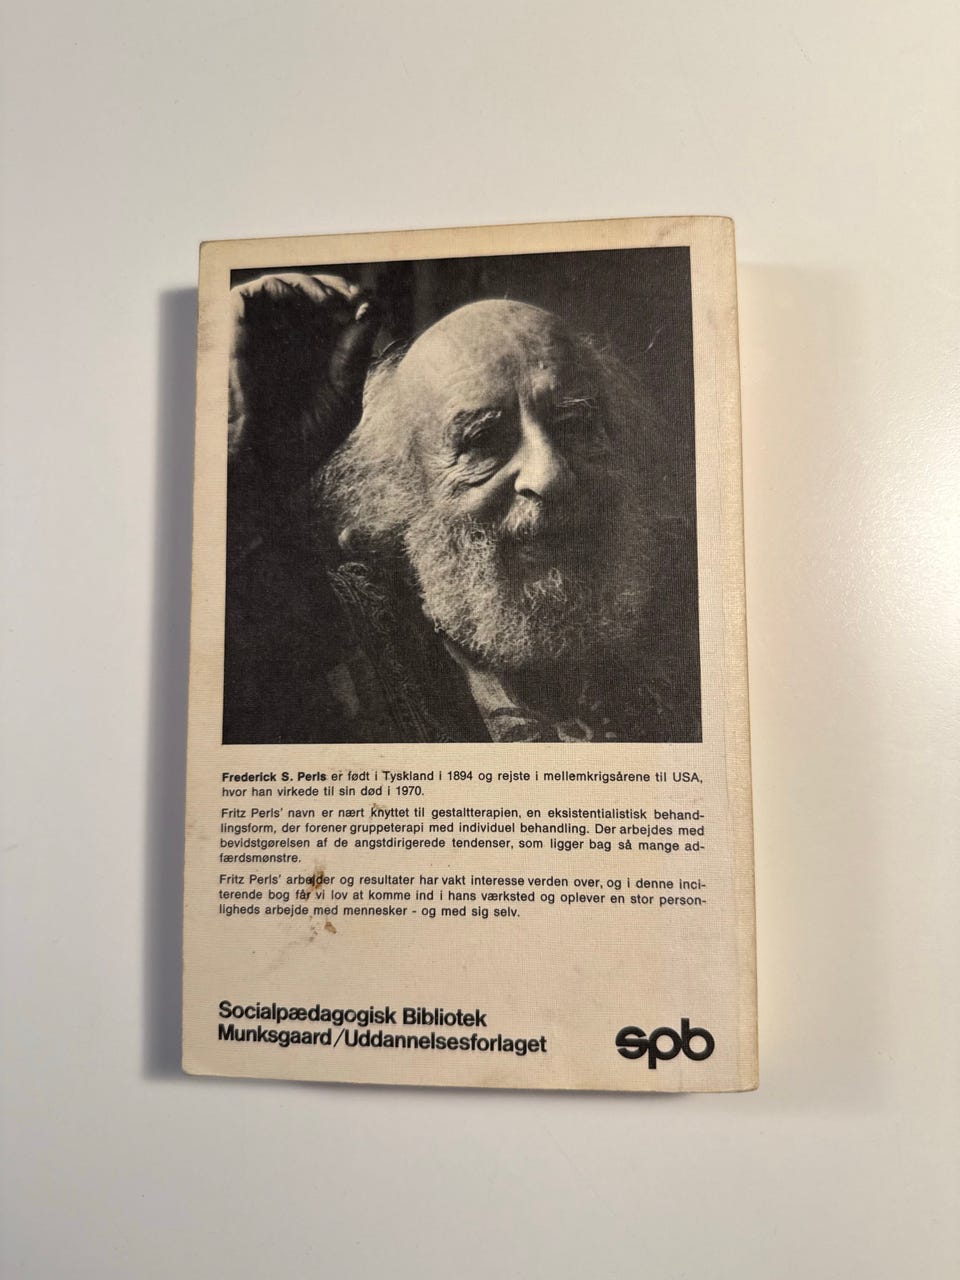 Frederick S. Perls er født i Tyskland i 1894 og rejste i mellemkrigsårene til USA,
hvor han virkede til sin død i 1970.
Fritz Perls' navn er nært knyttet til gestaltterapien, en eksistentialistisk behand-
lingsform, der forener gruppeterapi med individuel behandling. Der arbejdes med
bevidstgørelsen af de angstdirigerede tendenser, som ligger bag så mange ad-
færdsmønstre.
Fritz Perls' arbejder og resultater har vakt interesse verden over, og i denne inci-
terende bog får vi lov at komme ind i hans værksted og oplever en stor person-
ligheds arbejde med mennesker - og med sig selv.
Socialpædagogisk Bibliotek
Munksgaard/Uddannelsesforlaget
spb